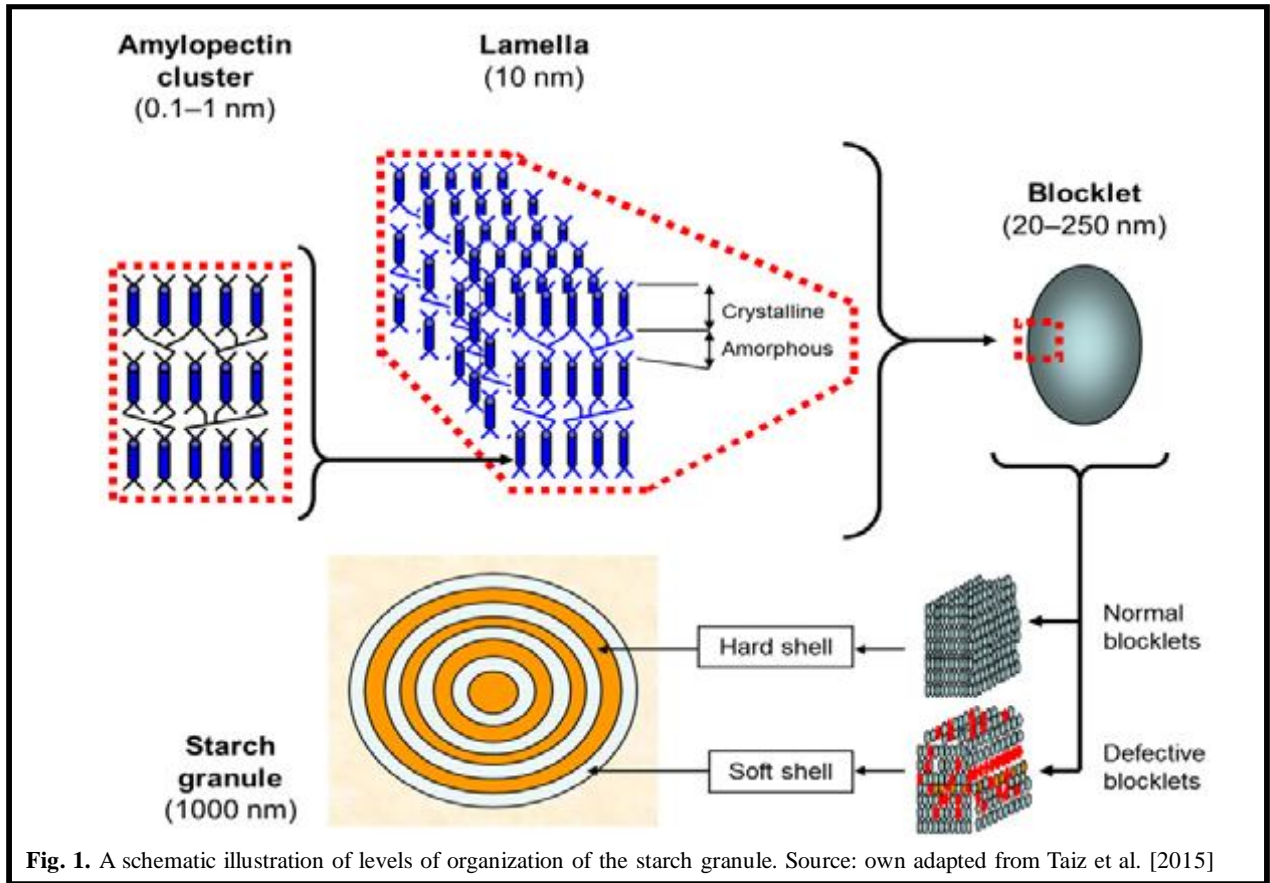 Amylopectin
cluster
(0.1–1 nm)
Lamella
(10 nm)
Crystalline
Amorphous
Blocklet
(20–250 nm)
Normal
blocklets
Hard shell
Defective
blocklets
Soft shell
Starch
granule
(1000 nm)
Fig. 1. A schematic illustration of levels of organization of the starch granule. Source: own adapted from Taiz et al. [2015]